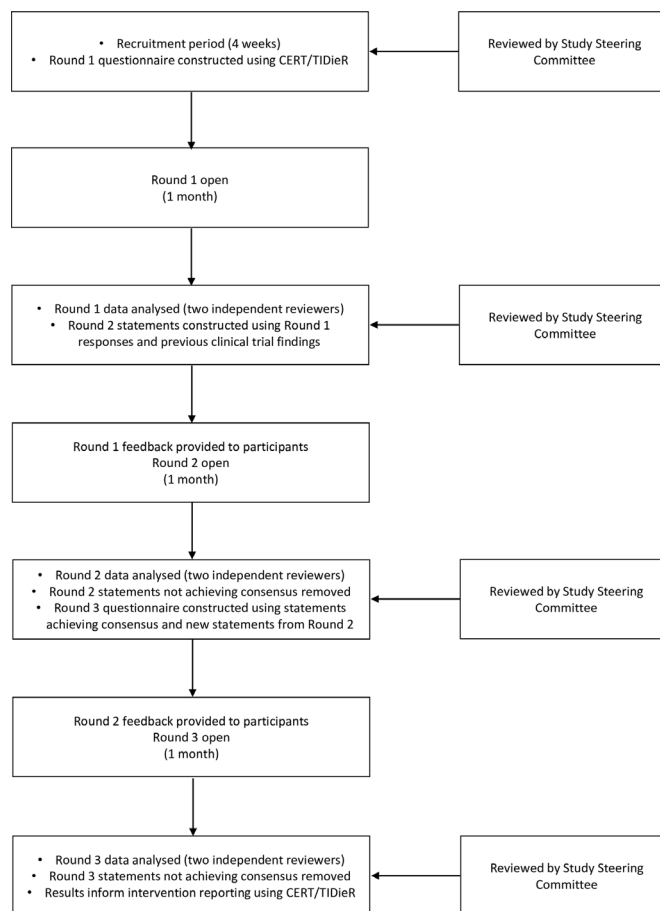 • Recruitment period (4 weeks)
• Round 1 questionnaire constructed using CERT/TIDieR
Reviewed by Study Steering
Committee
Round 1 open
(1 month)
• Round 1 data analysed (two independent reviewers)
• Round 2 statements constructed using Round 1
responses and previous clinical trial findings
Reviewed by Study Steering
Committee
Round 1 feedback provided to participants
Round 2 open
(1 month)
• Round 2 data analysed (two independent reviewers)
• Round 2 statements not achieving consensus removed
• Round 3 questionnaire constructed using statements
achieving consensus and new statements from Round 2
Reviewed by Study Steering
Committee
Round 2 feedback provided to participants
Round 3 open
(1 month)
• Round 3 data analysed (two independent reviewers)
• Round 3 statements not achieving consensus removed
• Results inform intervention reporting using CERT/TIDieR
Reviewed by Study Steering
Committee